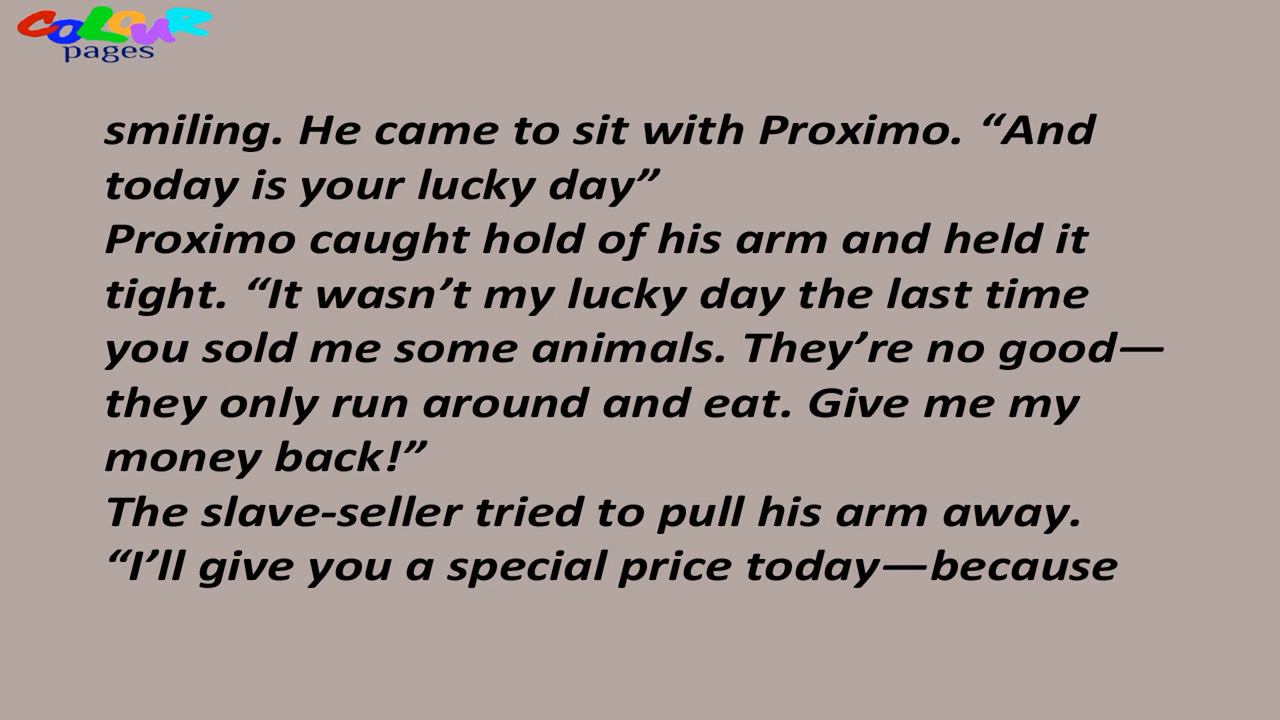 COLOUR
pages
smiling. He came to sit with Proximo. “And
today is your lucky day”
Proximo caught hold of his arm and held it
tight. “It wasn’t my lucky day the last time
you sold me some animals. They’re no good—
they only run around and eat. Give me my
money back!”
The slave-seller tried to pull his arm away.
“I’ll give you a special price today—because